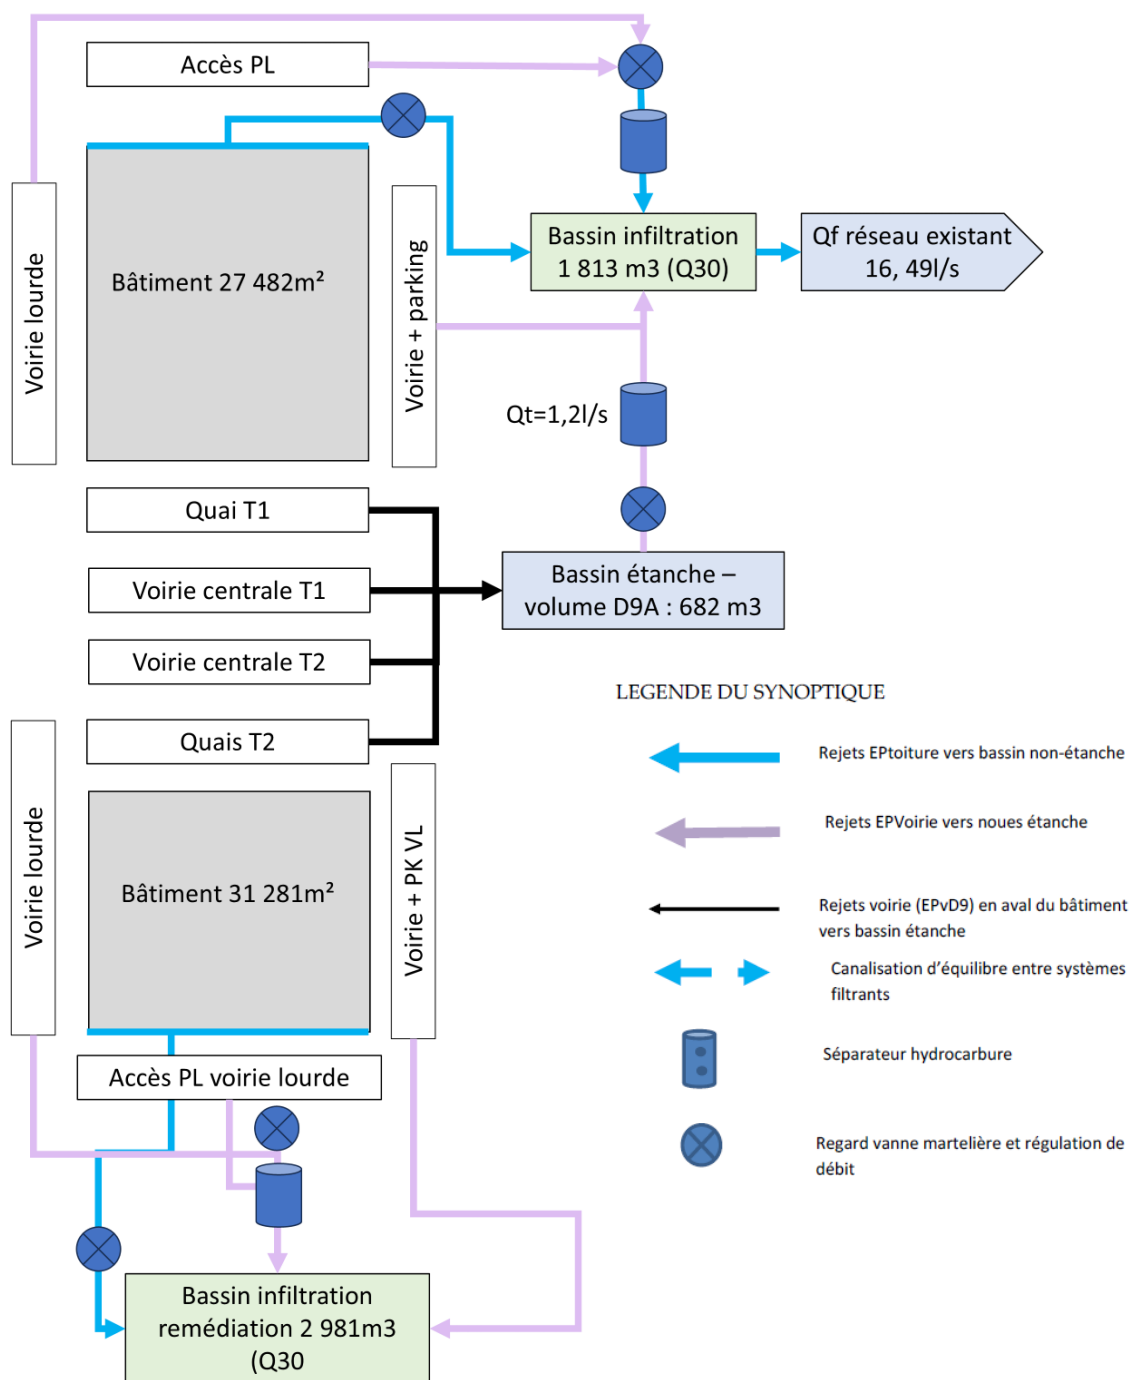 Accès PL
Voirie lourde
Bâtiment 27 482m²
Voirie + parking
Bassin infiltration
1 813 m3 (Q30)
Qf réseau existant
16, 49l/s
Qt=1,2l/s
Quai T1
Voirie centrale T1
Voirie centrale T2
Quais T2
Bassin étanche –
volume D9A : 682 m3
Voirie lourde
Bâtiment 31 281m²
Voirie + PK VL
Accès PL voirie lourde
Bassin infiltration
remédiation 2 981m3
(Q30
LEGENDE DU SYNOPTIQUE
Rejets EPtoiture vers bassin non-étanche
Rejets EPVoirie vers noues étanche
Rejets voirie (EPvD9) en aval du bâtiment
vers bassin étanche
Canalisation d'équilibre entre systèmes
filtrants
Séparateur hydrocarbure
Regard vanne martelière et régulation de
débit